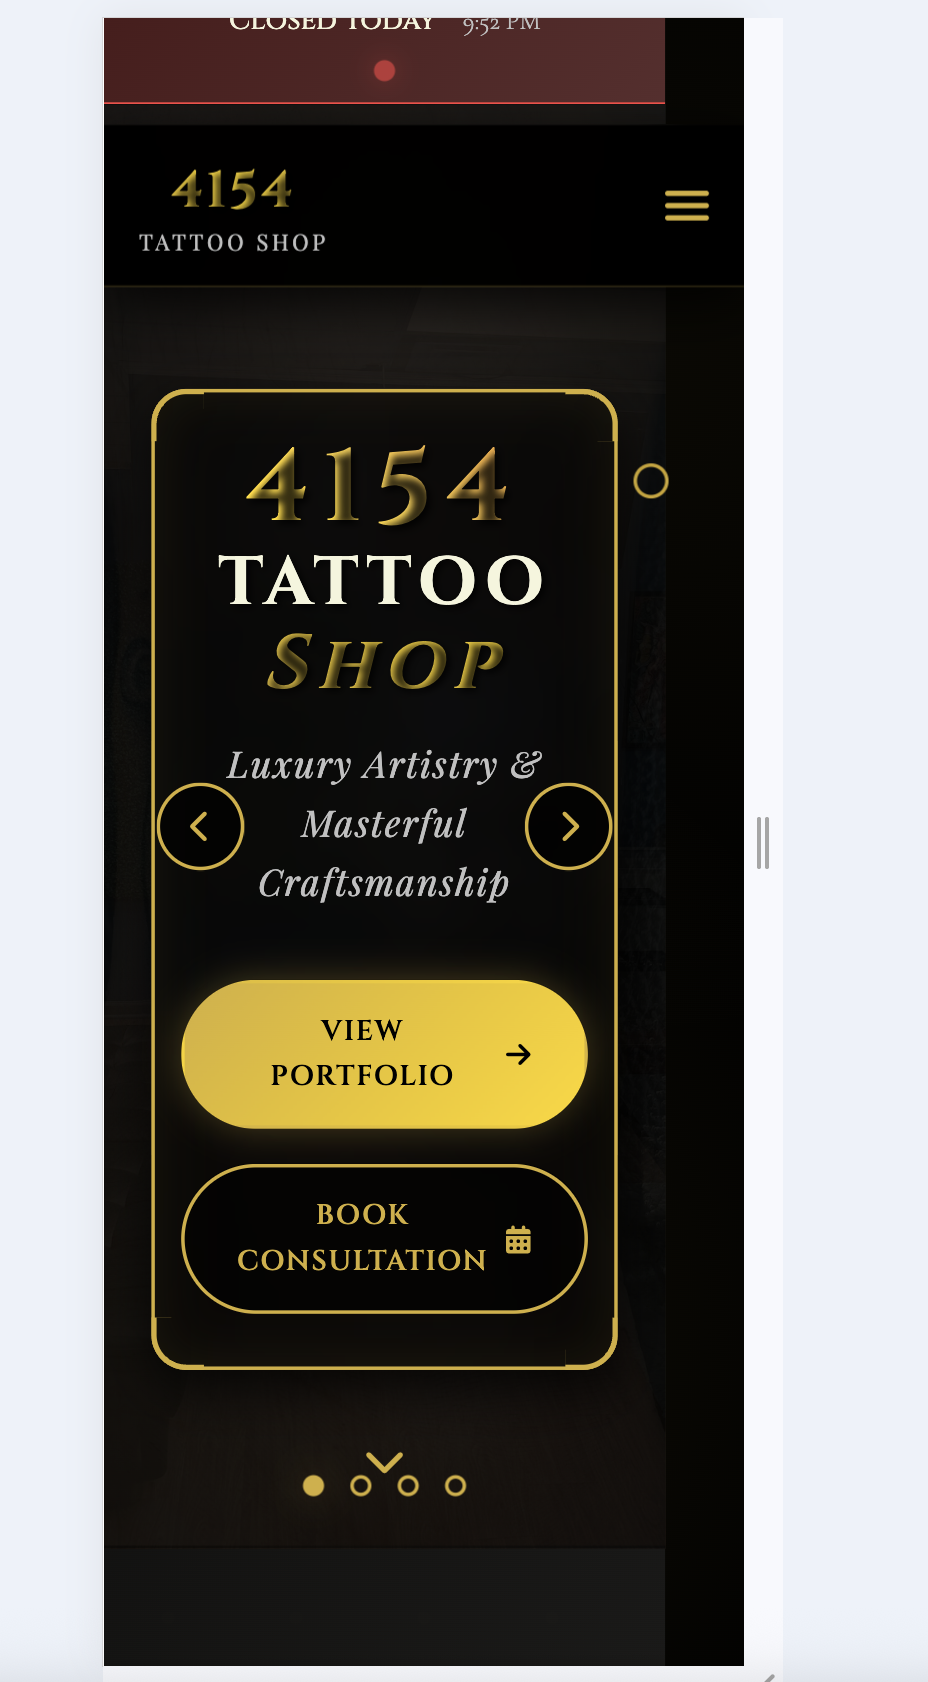 CLOSED TODAY 9:52 PM
4154
TATTOO SHOP
4154
TATTOO
SHOP
Luxury Artistry &
Masterful
Craftsmanship
VIEW
PORTFOLIO
BOOK
CONSULTATION